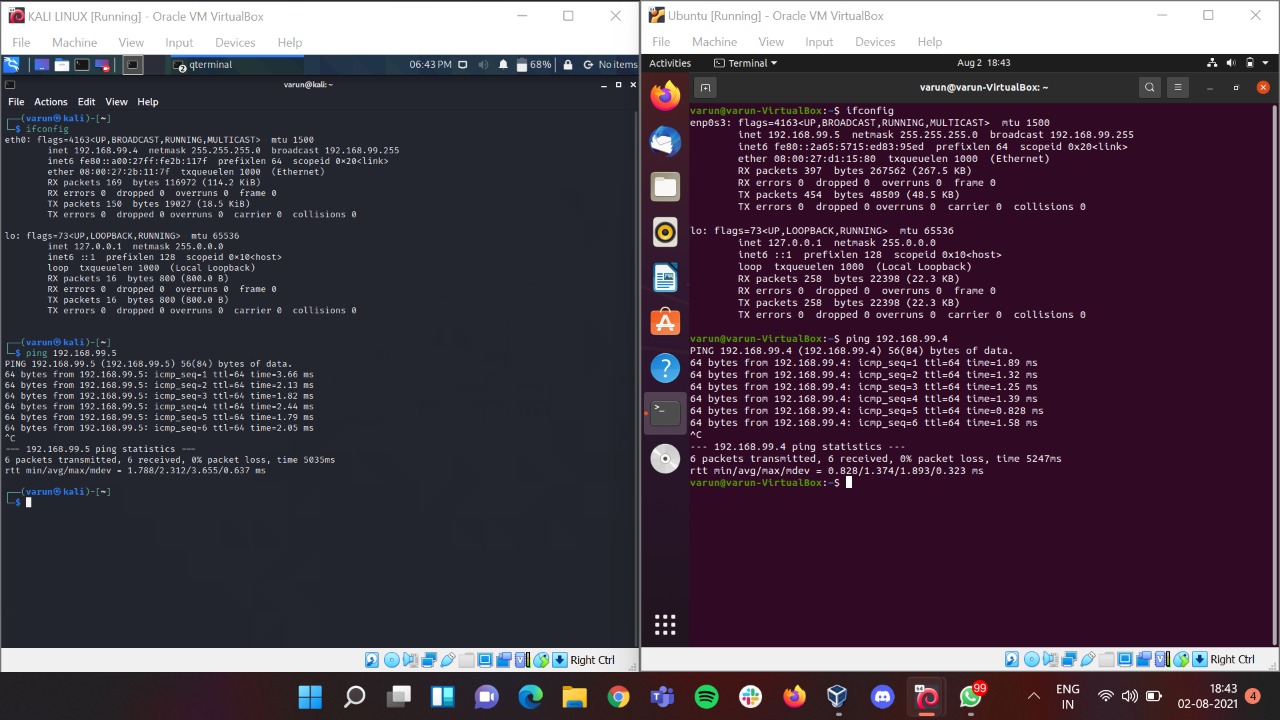 KALI LINUX [Running] - Oracle VM VirtualBox
File Machine View Input Devices Help
2 qterminal 06:43 PM 68% No items
varun@kali: ~
File Actions Edit View Help
┌──(varun㉿kali)-[~]
└─$ ifconfig
eth0: flags=4163<UP,BROADCAST,RUNNING,MULTICAST>  mtu 1500
        inet 192.168.99.4  netmask 255.255.255.0  broadcast 192.168.99.255
        inet6 fe80::a00:27ff:fe2b:117f  prefixlen 64  scopeid 0×20<link>
        ether 08:00:27:2b:11:7f  txqueuelen 1000  (Ethernet)
        RX packets 169  bytes 116972 (114.2 KiB)
        RX errors 0  dropped 0  overruns 0  frame 0
        TX packets 150  bytes 19027 (18.5 KiB)
        TX errors 0  dropped 0 overruns 0  carrier 0  collisions 0
lo: flags=73<UP,LOOPBACK,RUNNING>  mtu 65536
        inet 127.0.0.1  netmask 255.0.0.0
        inet6 ::1  prefixlen 128  scopeid 0×10<host>
        loop  txqueuelen 1000  (Local Loopback)
        RX packets 16  bytes 800 (800.0 B)
        RX errors 0  dropped 0  overruns 0  frame 0
        TX packets 16  bytes 800 (800.0 B)
        TX errors 0  dropped 0 overruns 0  carrier 0  collisions 0
┌──(varun㉿kali)-[~]
└─$ ping 192.168.99.5
PING 192.168.99.5 (192.168.99.5) 56(84) bytes of data.
64 bytes from 192.168.99.5: icmp_seq=1 ttl=64 time=3.66 ms
64 bytes from 192.168.99.5: icmp_seq=2 ttl=64 time=2.13 ms
64 bytes from 192.168.99.5: icmp_seq=3 ttl=64 time=1.82 ms
64 bytes from 192.168.99.5: icmp_seq=4 ttl=64 time=2.44 ms
64 bytes from 192.168.99.5: icmp_seq=5 ttl=64 time=1.79 ms
64 bytes from 192.168.99.5: icmp_seq=6 ttl=64 time=2.05 ms
^C
--- 192.168.99.5 ping statistics ---
6 packets transmitted, 6 received, 0% packet loss, time 5035ms
rtt min/avg/max/mdev = 1.788/2.312/3.655/0.637 ms
┌──(varun㉿kali)-[~]
└─$
Right Ctrl
Ubuntu [Running] - Oracle VM VirtualBox
File Machine View Input Devices Help
Activities Terminal Aug 2 18:43
varun@varun-VirtualBox: ~
varun@varun-VirtualBox:~$ ifconfig
enp0s3: flags=4163<UP,BROADCAST,RUNNING,MULTICAST>  mtu 1500
        inet 192.168.99.5  netmask 255.255.255.0  broadcast 192.168.99.255
        inet6 fe80::2a65:5715:ed83:95ed  prefixlen 64  scopeid 0x20<link>
        ether 08:00:27:d1:15:80  txqueuelen 1000  (Ethernet)
        RX packets 397  bytes 267562 (267.5 KB)
        RX errors 0  dropped 0  overruns 0  frame 0
        TX packets 454  bytes 48509 (48.5 KB)
        TX errors 0  dropped 0 overruns 0  carrier 0  collisions 0
lo: flags=73<UP,LOOPBACK,RUNNING>  mtu 65536
        inet 127.0.0.1  netmask 255.0.0.0
        inet6 ::1  prefixlen 128  scopeid 0x10<host>
        loop  txqueuelen 1000  (Local Loopback)
        RX packets 258  bytes 22398 (22.3 KB)
        RX errors 0  dropped 0  overruns 0  frame 0
        TX packets 258  bytes 22398 (22.3 KB)
        TX errors 0  dropped 0 overruns 0  carrier 0  collisions 0
varun@varun-VirtualBox:~$ ping 192.168.99.4
PING 192.168.99.4 (192.168.99.4) 56(84) bytes of data.
64 bytes from 192.168.99.4: icmp_seq=1 ttl=64 time=1.89 ms
64 bytes from 192.168.99.4: icmp_seq=2 ttl=64 time=1.32 ms
64 bytes from 192.168.99.4: icmp_seq=3 ttl=64 time=1.25 ms
64 bytes from 192.168.99.4: icmp_seq=4 ttl=64 time=1.39 ms
64 bytes from 192.168.99.4: icmp_seq=5 ttl=64 time=0.828 ms
64 bytes from 192.168.99.4: icmp_seq=6 ttl=64 time=1.58 ms
^C
--- 192.168.99.4 ping statistics ---
6 packets transmitted, 6 received, 0% packet loss, time 5247ms
rtt min/avg/max/mdev = 0.828/1.374/1.893/0.323 ms
varun@varun-VirtualBox:~$
Right Ctrl
99
ENG
IN
18:43
02-08-2021
4